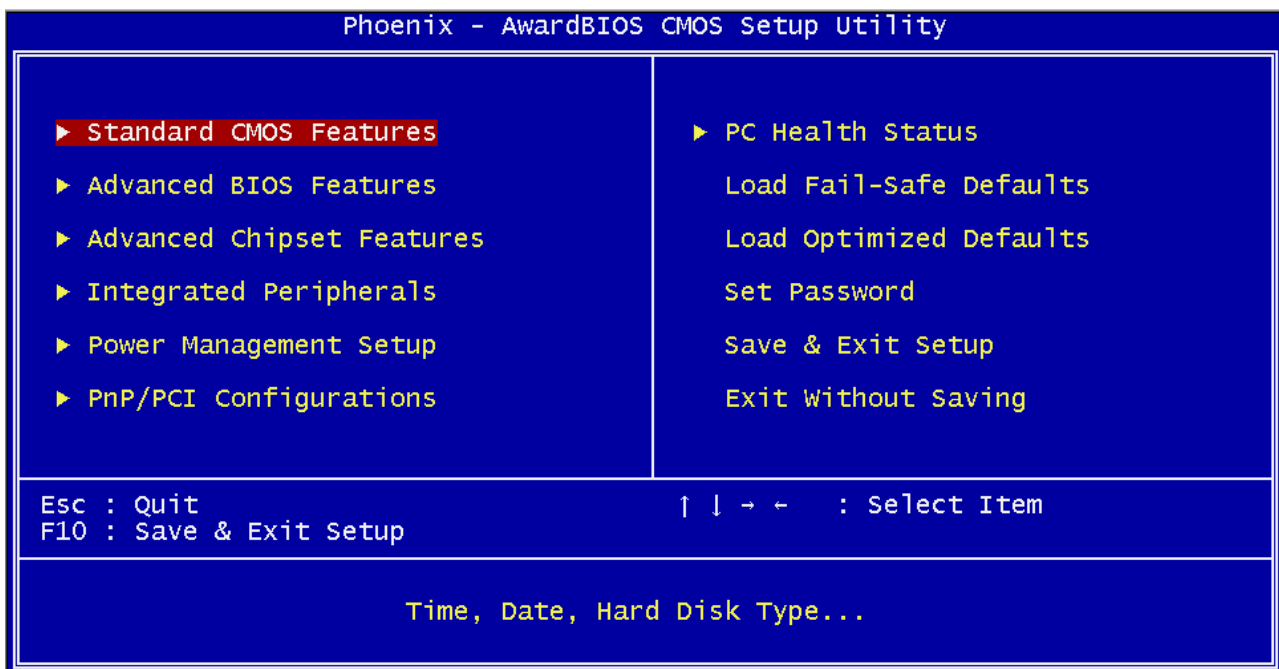 Phoenix - AwardBIOS CMOS Setup Utility
▶ Standard CMOS Features
▶ Advanced BIOS Features
▶ Advanced Chipset Features
▶ Integrated Peripherals
▶ Power Management Setup
▶ PnP/PCI Configurations
▶ PC Health Status
Load Fail-Safe Defaults
Load Optimized Defaults
Set Password
Save & Exit Setup
Exit Without Saving
Esc : Quit
F10 : Save & Exit Setup
↑ ↓ → ← : Select Item
Time, Date, Hard Disk Type...